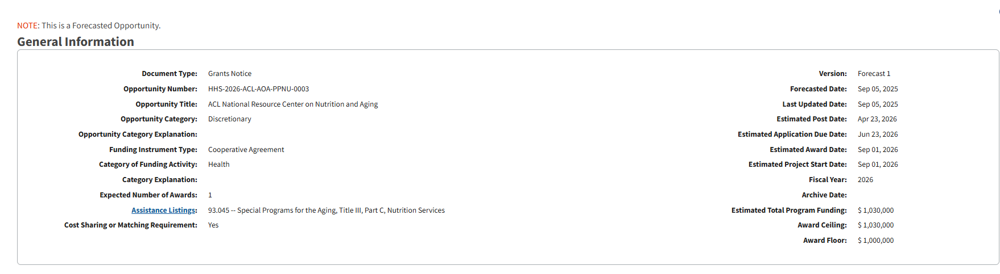 NOTE: This is a Forecasted Opportunity.
General Information
Document Type: Grants Notice
Opportunity Number: HHS-2026-ACL-AOA-PPNU-0003
Opportunity Title: ACL National Resource Center on Nutrition and Aging
Opportunity Category: Discretionary
Opportunity Category Explanation:
Funding Instrument Type: Cooperative Agreement
Category of Funding Activity: Health
Category Explanation:
Expected Number of Awards: 1
Assistance Listings: 93.045 -- Special Programs for the Aging, Title III, Part C, Nutrition Services
Cost Sharing or Matching Requirement: Yes
Version: Forecast 1
Forecasted Date: Sep 05, 2025
Last Updated Date: Sep 05, 2025
Estimated Post Date: Apr 23, 2026
Estimated Application Due Date: Jun 23, 2026
Estimated Award Date: Sep 01, 2026
Estimated Project Start Date: Sep 01, 2026
Fiscal Year: 2026
Archive Date:
Estimated Total Program Funding: $ 1,030,000
Award Ceiling: $ 1,030,000
Award Floor: $ 1,000,000